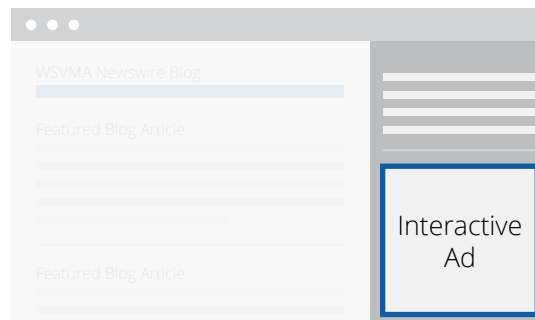 WSVMA Newswire Blog
Featured Blog Article
Featured Blog Article
Interactive
Ad